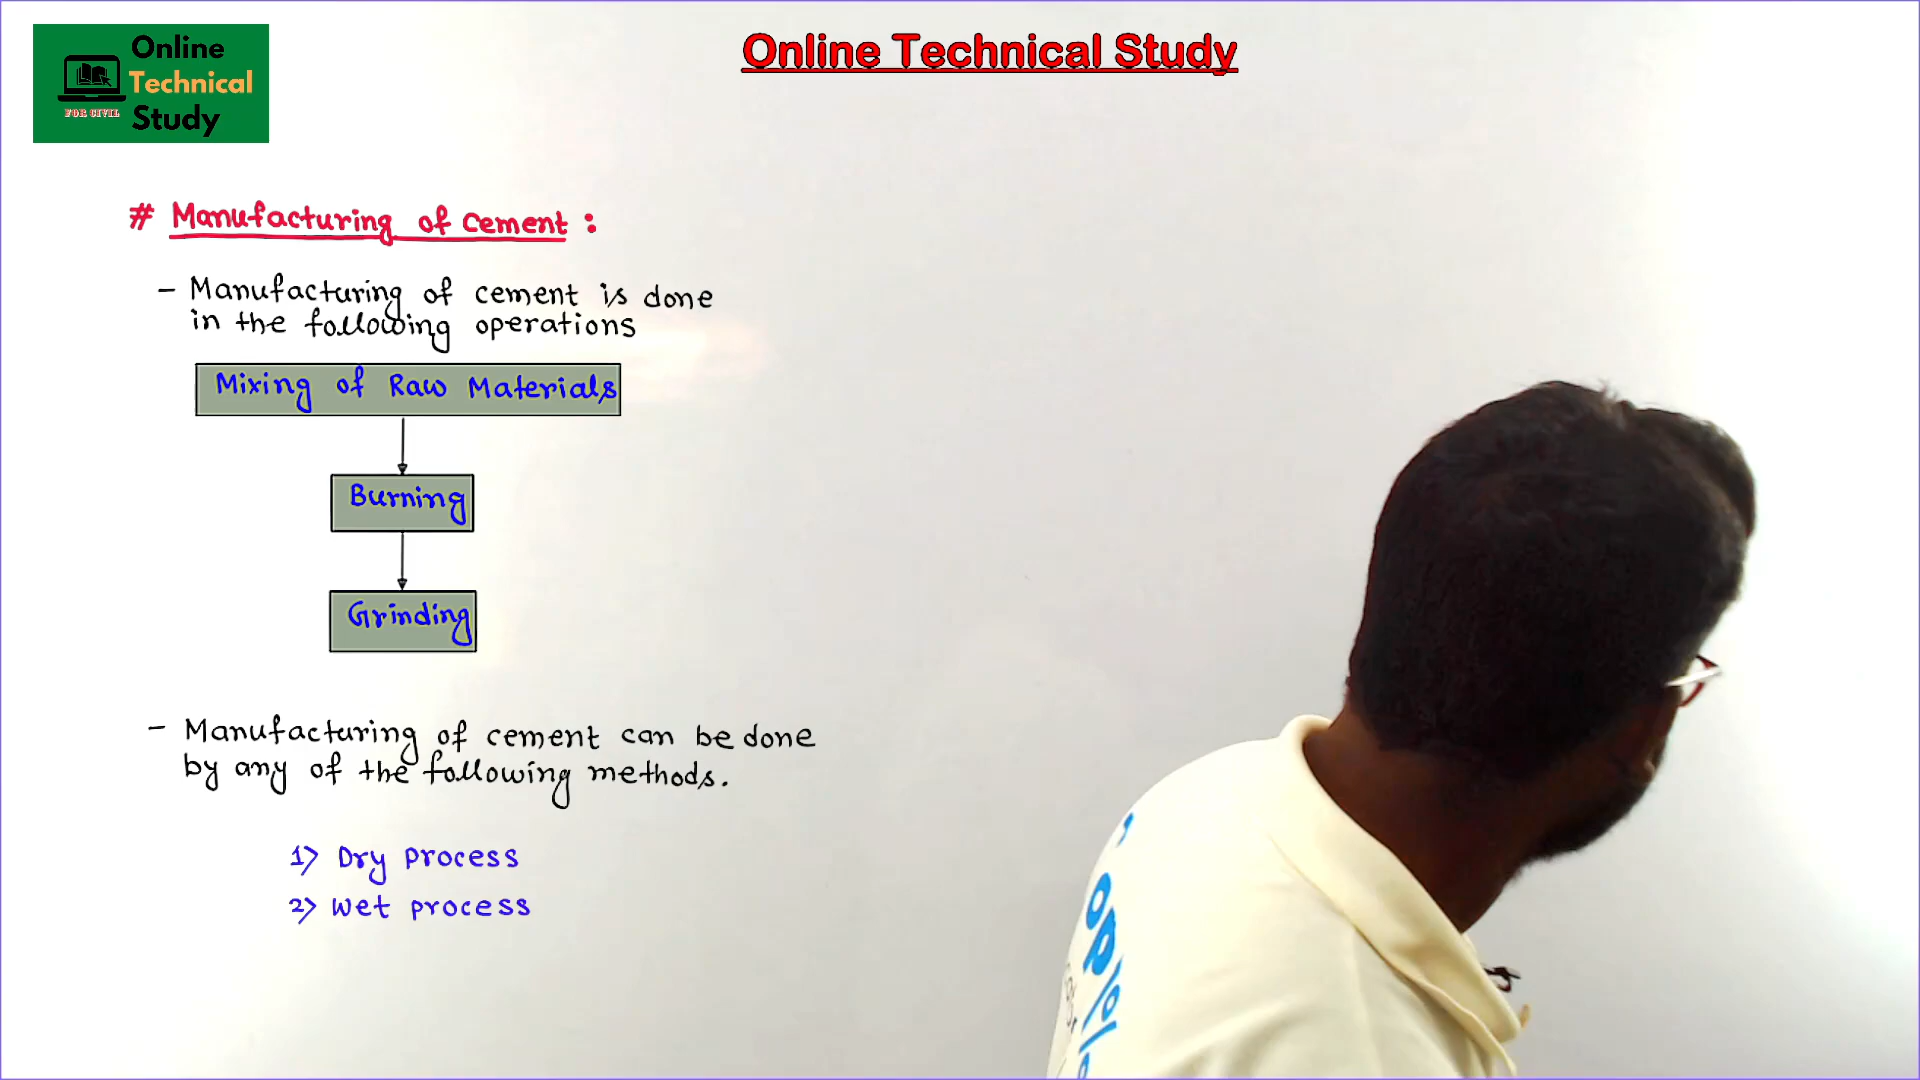 Online Technical Study
Online
Technical
Study
FOR CIVIL
# Manufacturing of cement :
- Manufacturing of cement is done
in the following operations
Mixing of Raw Materials
Burning
Grinding
- Manufacturing of cement can be done
by any of the following methods.
1) Dry process
2) Wet process